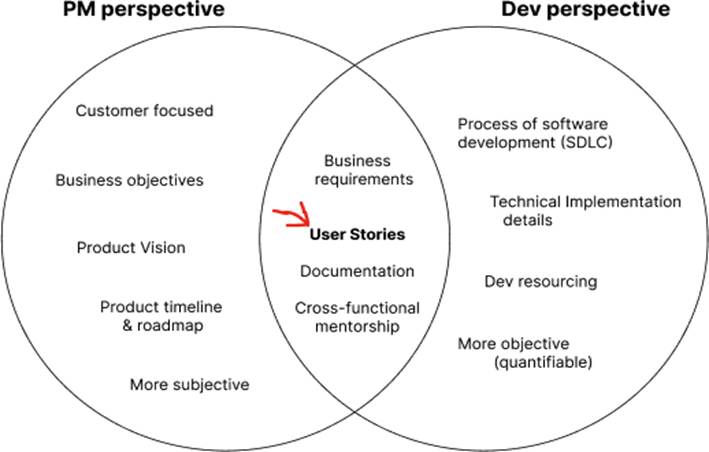 PM perspective
Dev perspective
Customer focused
Business objectives
Product Vision
Product timeline
& roadmap
More subjective
Business
requirements
User Stories
Documentation
Cross-functional
mentorship
Process of software
development (SDLC)
Technical Implementation
details
Dev resourcing
More objective
(quantifiable)